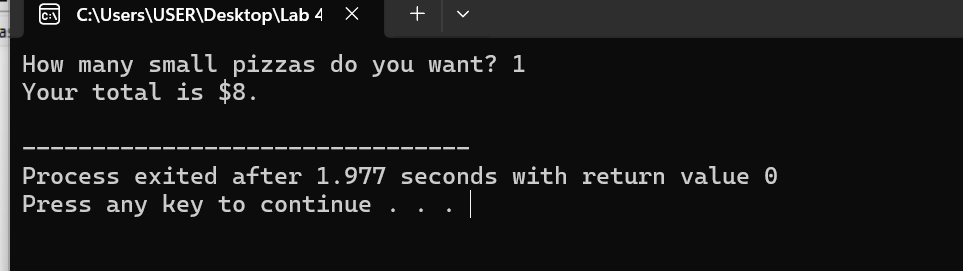 C:\Users\USER\Desktop\Lab 4
How many small pizzas do you want? 1
Your total is $8.
--------------------------------
Process exited after 1.977 seconds with return value 0
Press any key to continue . . .